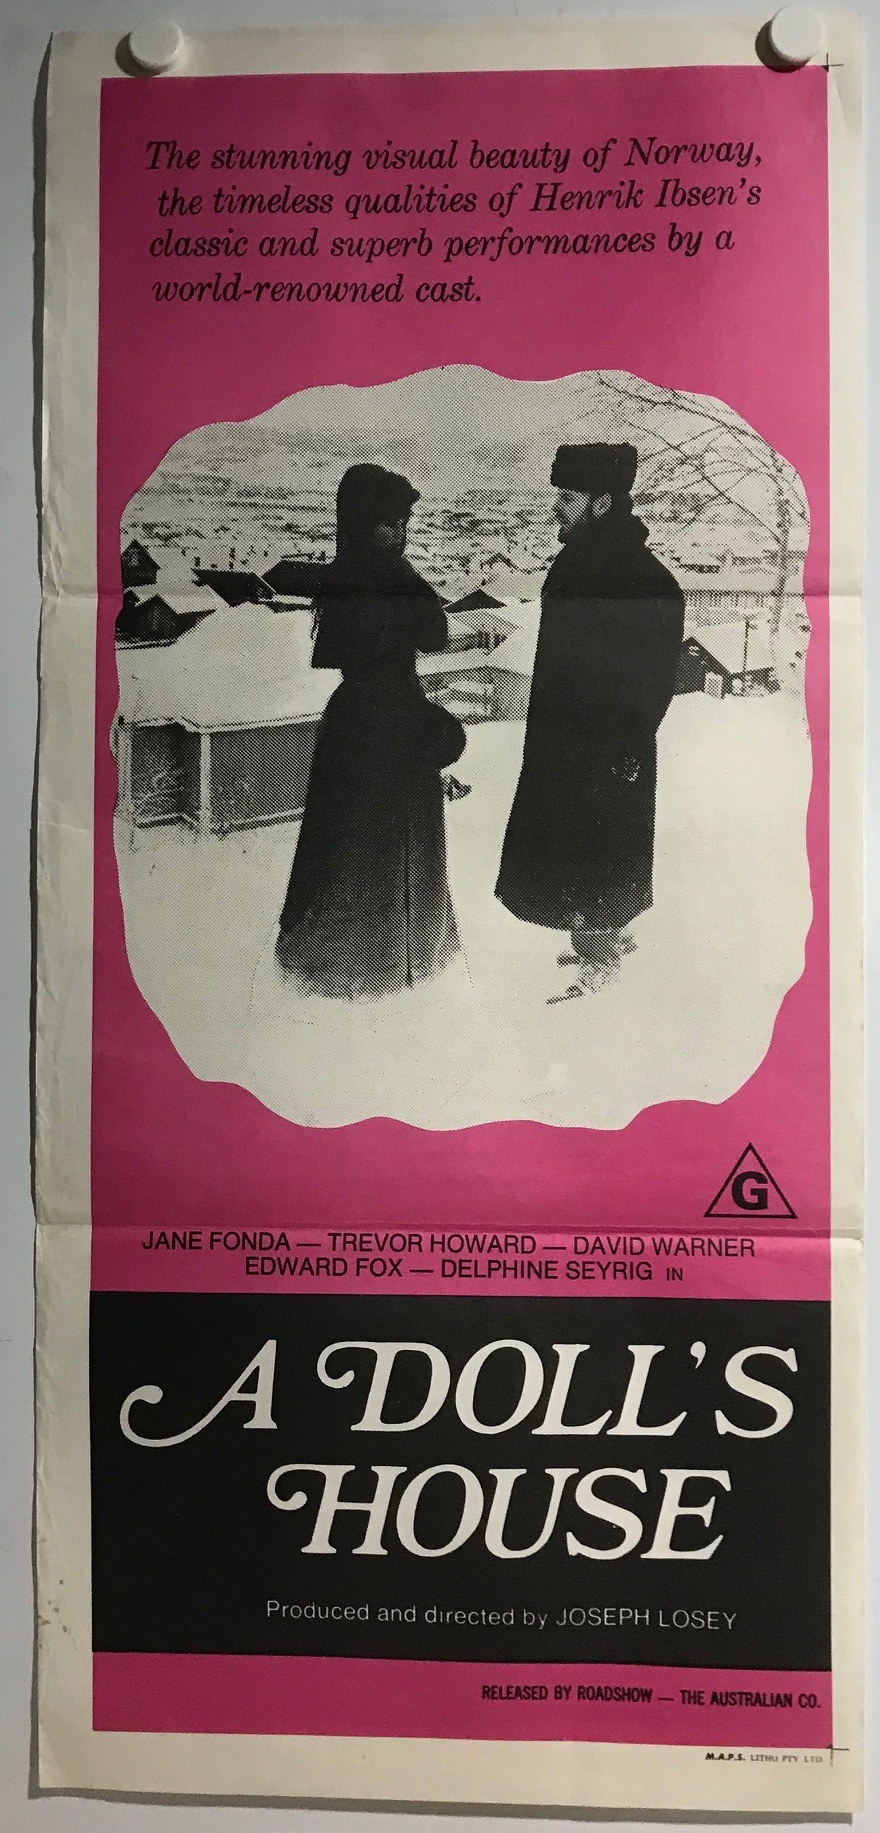 The stunning visual beauty of Norway,
the timeless qualities of Henrik Ibsen's
classic and superb performances by a
world-renowned cast.
G
JANE FONDA — TREVOR HOWARD — DAVID WARNER
EDWARD FOX — DELPHINE SEYRIG IN
A DOLL'S
HOUSE
Produced and directed by JOSEPH LOSEY
RELEASED BY ROADSHOW — THE AUSTRALIAN CO.
M.A.P.S. LITHO PTY. LTD.